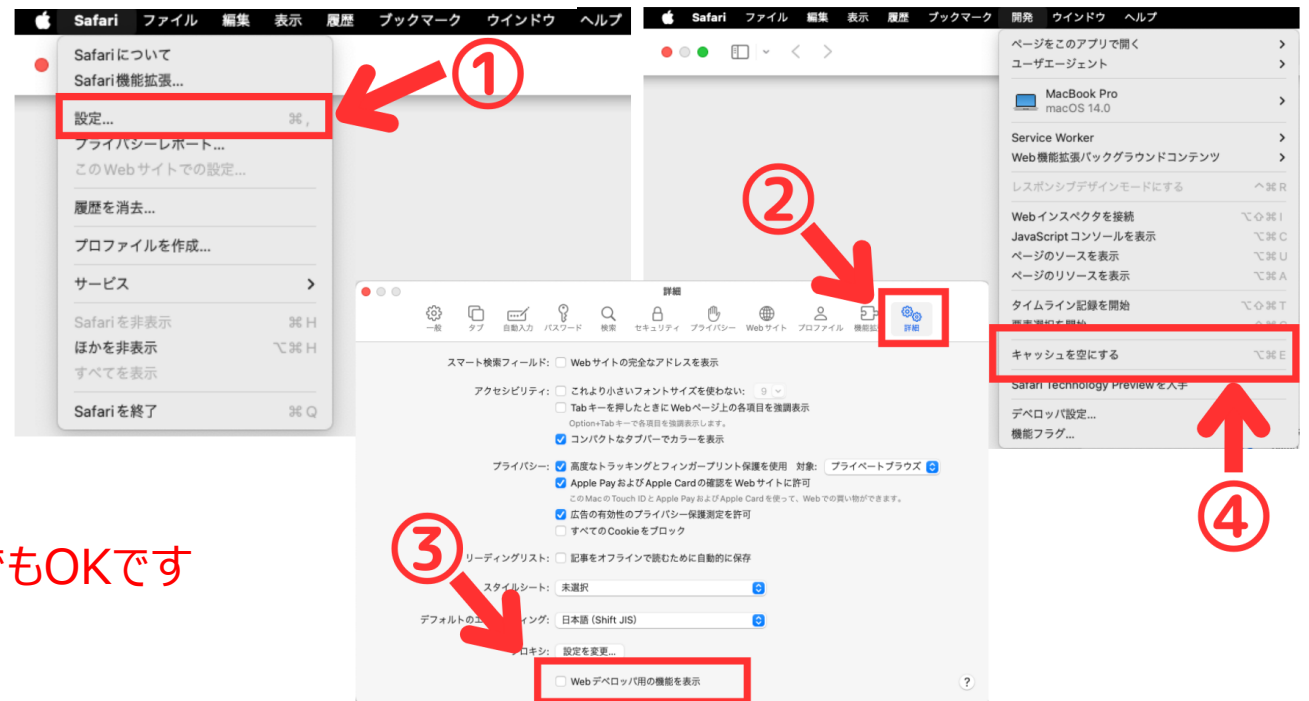 Safari ファイル 編集 表示 履歴 ブックマーク ウインドウ ヘルプ
Safariについて
Safari機能拡張...
設定... ⌘ ,
プライバシーレポート...
このWebサイトでの設定...
履歴を消去...
プロファイルを作成...
サービス >
Safariを非表示 ⌘ H
ほかを非表示 ⌥ ⌘ H
すべてを表示
Safariを終了 ⌘ Q
①
Safari ファイル 編集 表示 履歴 ブックマーク 開発 ウインドウ ヘルプ
ページをこのアプリで開く >
ユーザエージェント >
MacBook Pro >
macOS 14.0
Service Worker >
Web機能拡張バックグラウンドコンテンツ >
レスポンシブデザインモードにする ^ ⌘ R
Webインスペクタを接続 ⌥ ⇧ ⌘ I
JavaScriptコンソールを表示 ⌥ ⌘ C
ページのソースを表示 ⌥ ⌘ U
ページのリソースを表示 ⌥ ⌘ A
タイムライン記録を開始 ⌥ ⇧ ⌘ T
キャッシュを空にする ⌥ ⌘ E
Safari Technology Previewを入手
デベロッパ設定...
機能フラグ...
④
②
詳細
一般 タブ 自動入力 パスワード 検索 セキュリティ プライバシー Webサイト プロファイル 機能拡 詳細
スマート検索フィールド: Webサイトの完全なアドレスを表示
アクセシビリティ: これより小さいフォントサイズを使わない: 9
Tabキーを押したときにWebページ上の各項目を強調表示
Option+Tabキーで各項目を強調表示します。
コンパクトなタブバーでカラーを表示
プライバシー: 高度なトラッキングとフィンガープリント保護を使用 対象: プライベートブラウズ
Apple PayおよびApple Cardの確認をWebサイトに許可
このMacのTouch IDとApple PayおよびApple Cardを使って、Webでの買い物ができます。
広告の有効性のプライバシー保護測定を許可
すべてのCookieをブロック
リーディングリスト: 記事をオフラインで読むために自動的に保存
スタイルシート: 未選択
デフォルトのエ ィング: 日本語 (Shift JIS)
ロキシ: 設定を変更...
Webデベロッパ用の機能を表示 ?
③
でもOKです